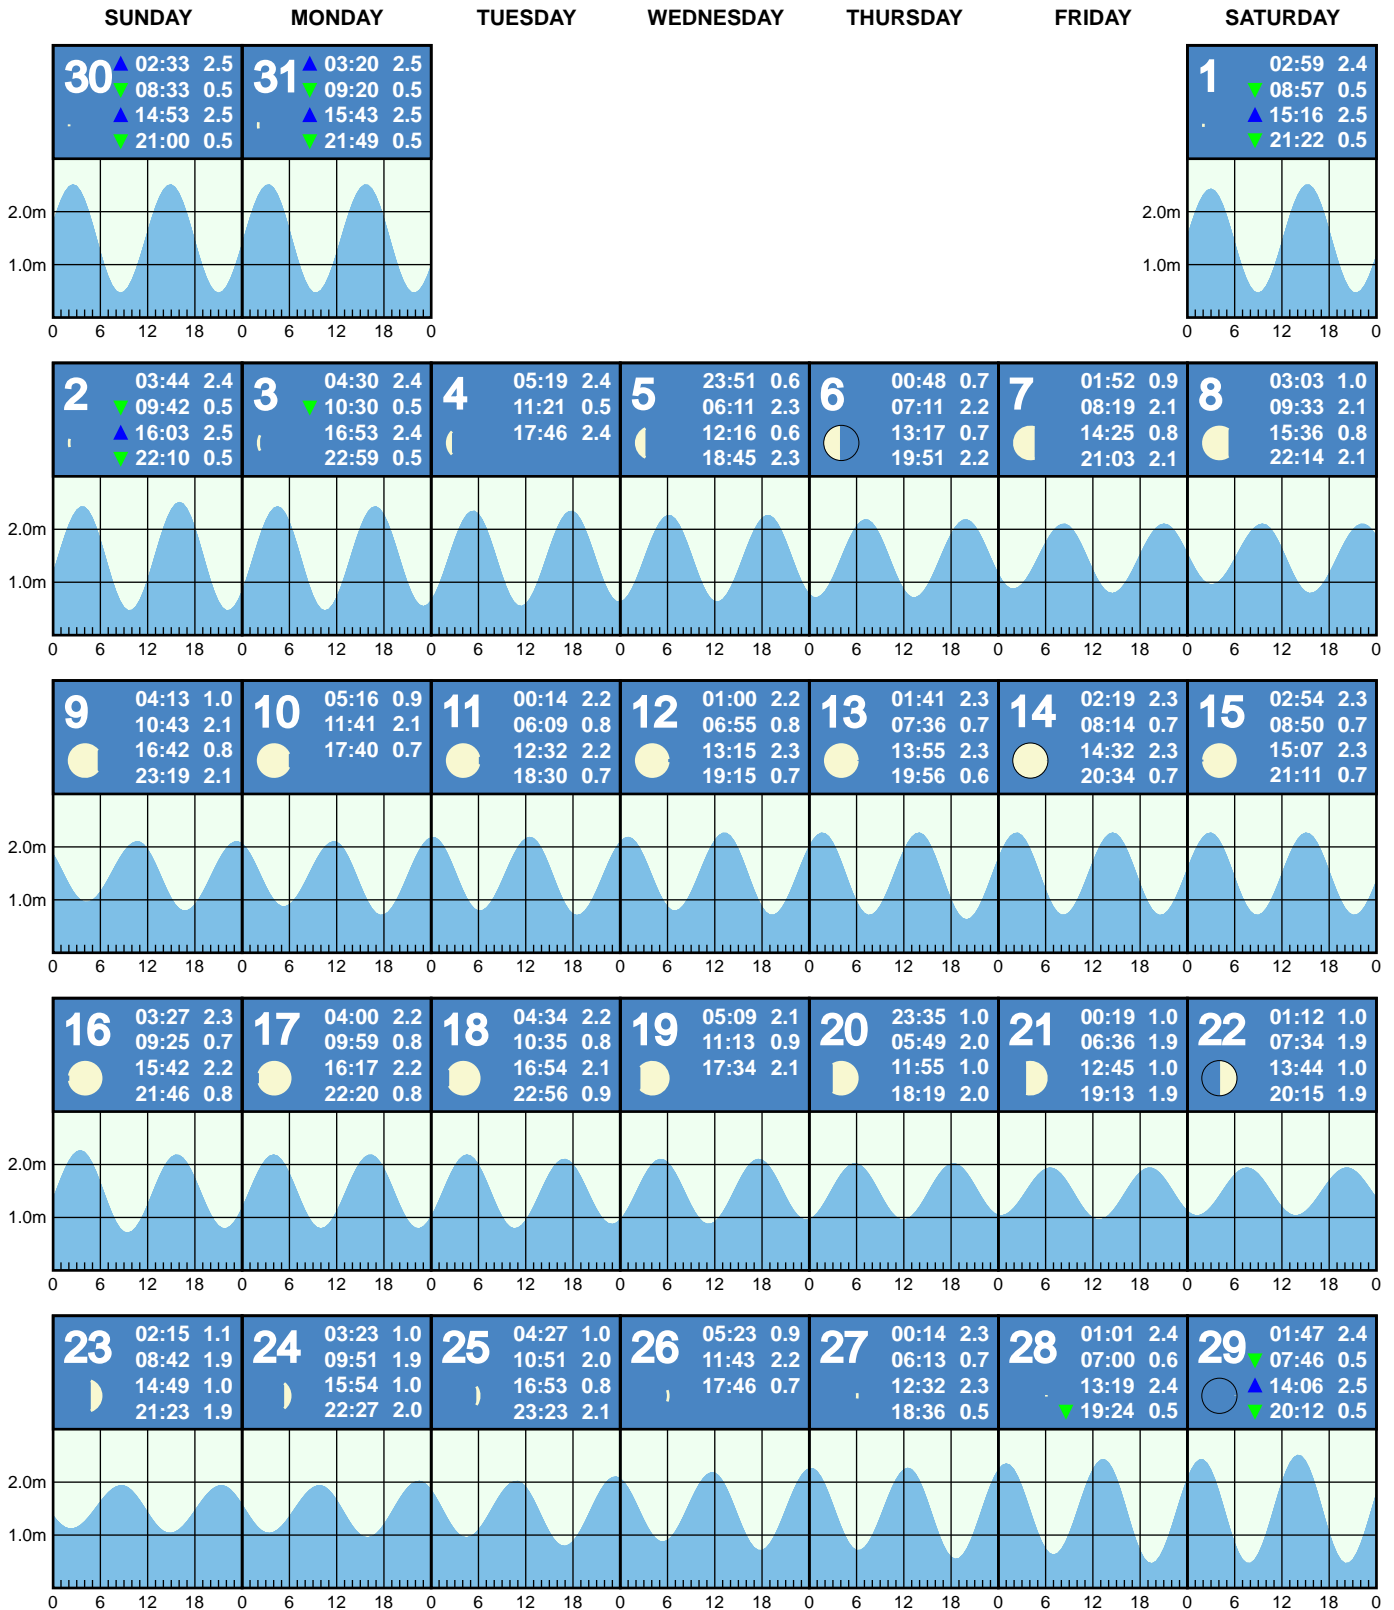 SUNDAY MONDAY TUESDAY WEDNESDAY THURSDAY FRIDAY SATURDAY
30 02:33 2.5
08:33 0.5
14:53 2.5
21:00 0.5
31 03:20 2.5
09:20 0.5
15:43 2.5
21:49 0.5
1 02:59 2.4
08:57 0.5
15:16 2.5
21:22 0.5
2.0m 2.0m
1.0m 1.0m
0 6 12 18 0 6 12 18 0 0 6 12 18 0
2 03:44 2.4
09:42 0.5
16:03 2.5
22:10 0.5
3 04:30 2.4
10:30 0.5
16:53 2.4
22:59 0.5
4 05:19 2.4
11:21 0.5
17:46 2.4
5 23:51 0.6
06:11 2.3
12:16 0.6
18:45 2.3
6 00:48 0.7
07:11 2.2
13:17 0.7
19:51 2.2
7 01:52 0.9
08:19 2.1
14:25 0.8
21:03 2.1
8 03:03 1.0
09:33 2.1
15:36 0.8
22:14 2.1
2.0m
1.0m
0 6 12 18 0 6 12 18 0 6 12 18 0 6 12 18 0 6 12 18 0 6 12 18 0 6 12 18 0
9 04:13 1.0
10:43 2.1
16:42 0.8
23:19 2.1
10 05:16 0.9
11:41 2.1
17:40 0.7
11 00:14 2.2
06:09 0.8
12:32 2.2
18:30 0.7
12 01:00 2.2
06:55 0.8
13:15 2.3
19:15 0.7
13 01:41 2.3
07:36 0.7
13:55 2.3
19:56 0.6
14 02:19 2.3
08:14 0.7
14:32 2.3
20:34 0.7
15 02:54 2.3
08:50 0.7
15:07 2.3
21:11 0.7
2.0m
1.0m
0 6 12 18 0 6 12 18 0 6 12 18 0 6 12 18 0 6 12 18 0 6 12 18 0 6 12 18 0
16 03:27 2.3
09:25 0.7
15:42 2.2
21:46 0.8
17 04:00 2.2
09:59 0.8
16:17 2.2
22:20 0.8
18 04:34 2.2
10:35 0.8
16:54 2.1
22:56 0.9
19 05:09 2.1
11:13 0.9
17:34 2.1
20 23:35 1.0
05:49 2.0
11:55 1.0
18:19 2.0
21 00:19 1.0
06:36 1.9
12:45 1.0
19:13 1.9
22 01:12 1.0
07:34 1.9
13:44 1.0
20:15 1.9
2.0m
1.0m
0 6 12 18 0 6 12 18 0 6 12 18 0 6 12 18 0 6 12 18 0 6 12 18 0 6 12 18 0
23 02:15 1.1
08:42 1.9
14:49 1.0
21:23 1.9
24 03:23 1.0
09:51 1.9
15:54 1.0
22:27 2.0
25 04:27 1.0
10:51 2.0
16:53 0.8
23:23 2.1
26 05:23 0.9
11:43 2.2
17:46 0.7
27 00:14 2.3
06:13 0.7
12:32 2.3
18:36 0.5
28 01:01 2.4
07:00 0.6
13:19 2.4
19:24 0.5
29 01:47 2.4
07:46 0.5
14:06 2.5
20:12 0.5
2.0m
1.0m
0 6 12 18 0 6 12 18 0 6 12 18 0 6 12 18 0 6 12 18 0 6 12 18 0 6 12 18 0